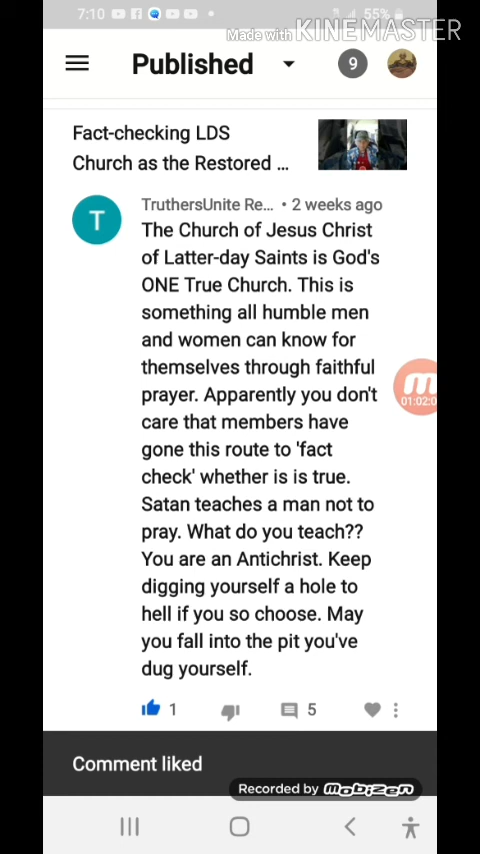 7:10
55%
Made with KINEMASTER
Published
9
Fact-checking LDS
Church as the Restored ...
T
TruthersUnite Re... • 2 weeks ago
The Church of Jesus Christ
of Latter-day Saints is God's
ONE True Church. This is
something all humble men
and women can know for
themselves through faithful
prayer. Apparently you don't
care that members have
gone this route to 'fact
check' whether is is true.
Satan teaches a man not to
pray. What do you teach??
You are an Antichrist. Keep
digging yourself a hole to
hell if you so choose. May
you fall into the pit you've
dug yourself.
01:02:0
1
5
Comment liked
Recorded by mobizen